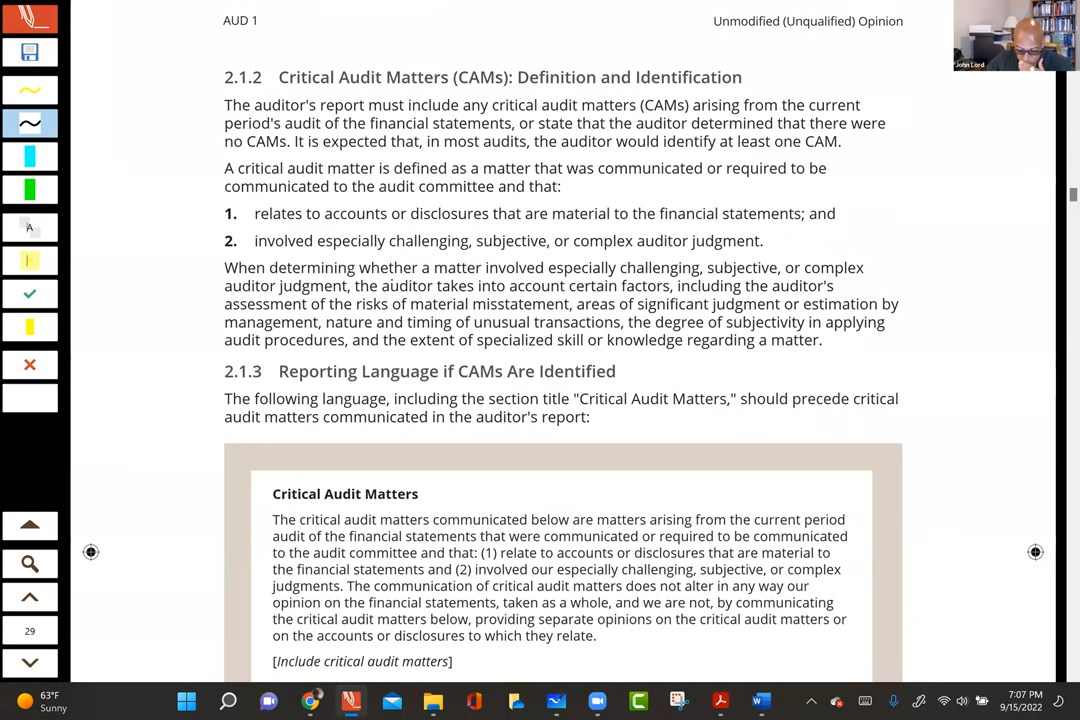 AUD 1
Unmodified (Unqualified) Opinion
John Lord
2.1.2 Critical Audit Matters (CAMs): Definition and Identification
The auditor's report must include any critical audit matters (CAMs) arising from the current
period's audit of the financial statements, or state that the auditor determined that there were
no CAMs. It is expected that, in most audits, the auditor would identify at least one CAM.
A critical audit matter is defined as a matter that was communicated or required to be
communicated to the audit committee and that:
1. relates to accounts or disclosures that are material to the financial statements; and
2. involved especially challenging, subjective, or complex auditor judgment.
When determining whether a matter involved especially challenging, subjective, or complex
auditor judgment, the auditor takes into account certain factors, including the auditor's
assessment of the risks of material misstatement, areas of significant judgment or estimation by
management, nature and timing of unusual transactions, the degree of subjectivity in applying
audit procedures, and the extent of specialized skill or knowledge regarding a matter.
2.1.3 Reporting Language if CAMs Are Identified
The following language, including the section title "Critical Audit Matters," should precede critical
audit matters communicated in the auditor's report:
Critical Audit Matters
The critical audit matters communicated below are matters arising from the current period
audit of the financial statements that were communicated or required to be communicated
to the audit committee and that: (1) relate to accounts or disclosures that are material to
the financial statements and (2) involved our especially challenging, subjective, or complex
judgments. The communication of critical audit matters does not alter in any way our
opinion on the financial statements, taken as a whole, and we are not, by communicating
the critical audit matters below, providing separate opinions on the critical audit matters or
on the accounts or disclosures to which they relate.
[Include critical audit matters]
A
29
63°F
Sunny
7:07 PM
9/15/2022